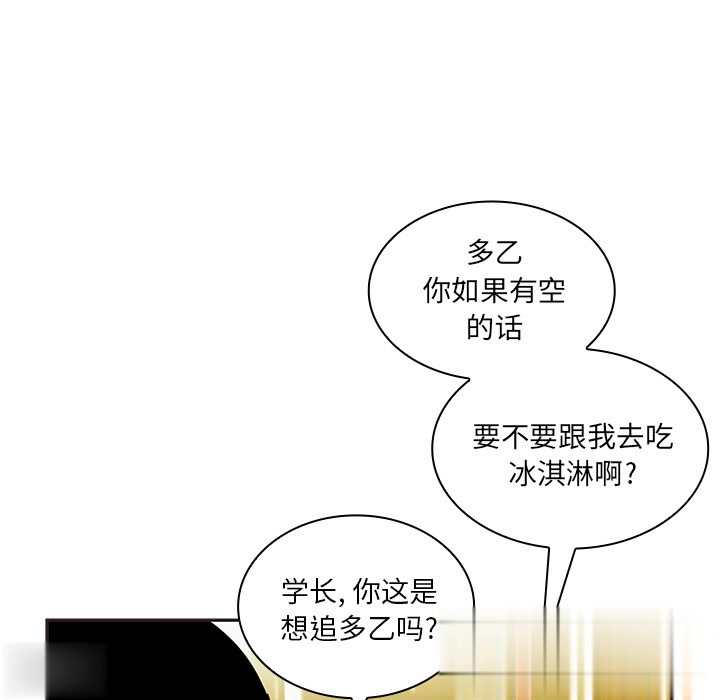 多乙
你如果有空
的话
要不要跟我去吃
冰淇淋啊?
学长, 你这是
想追多乙吗?